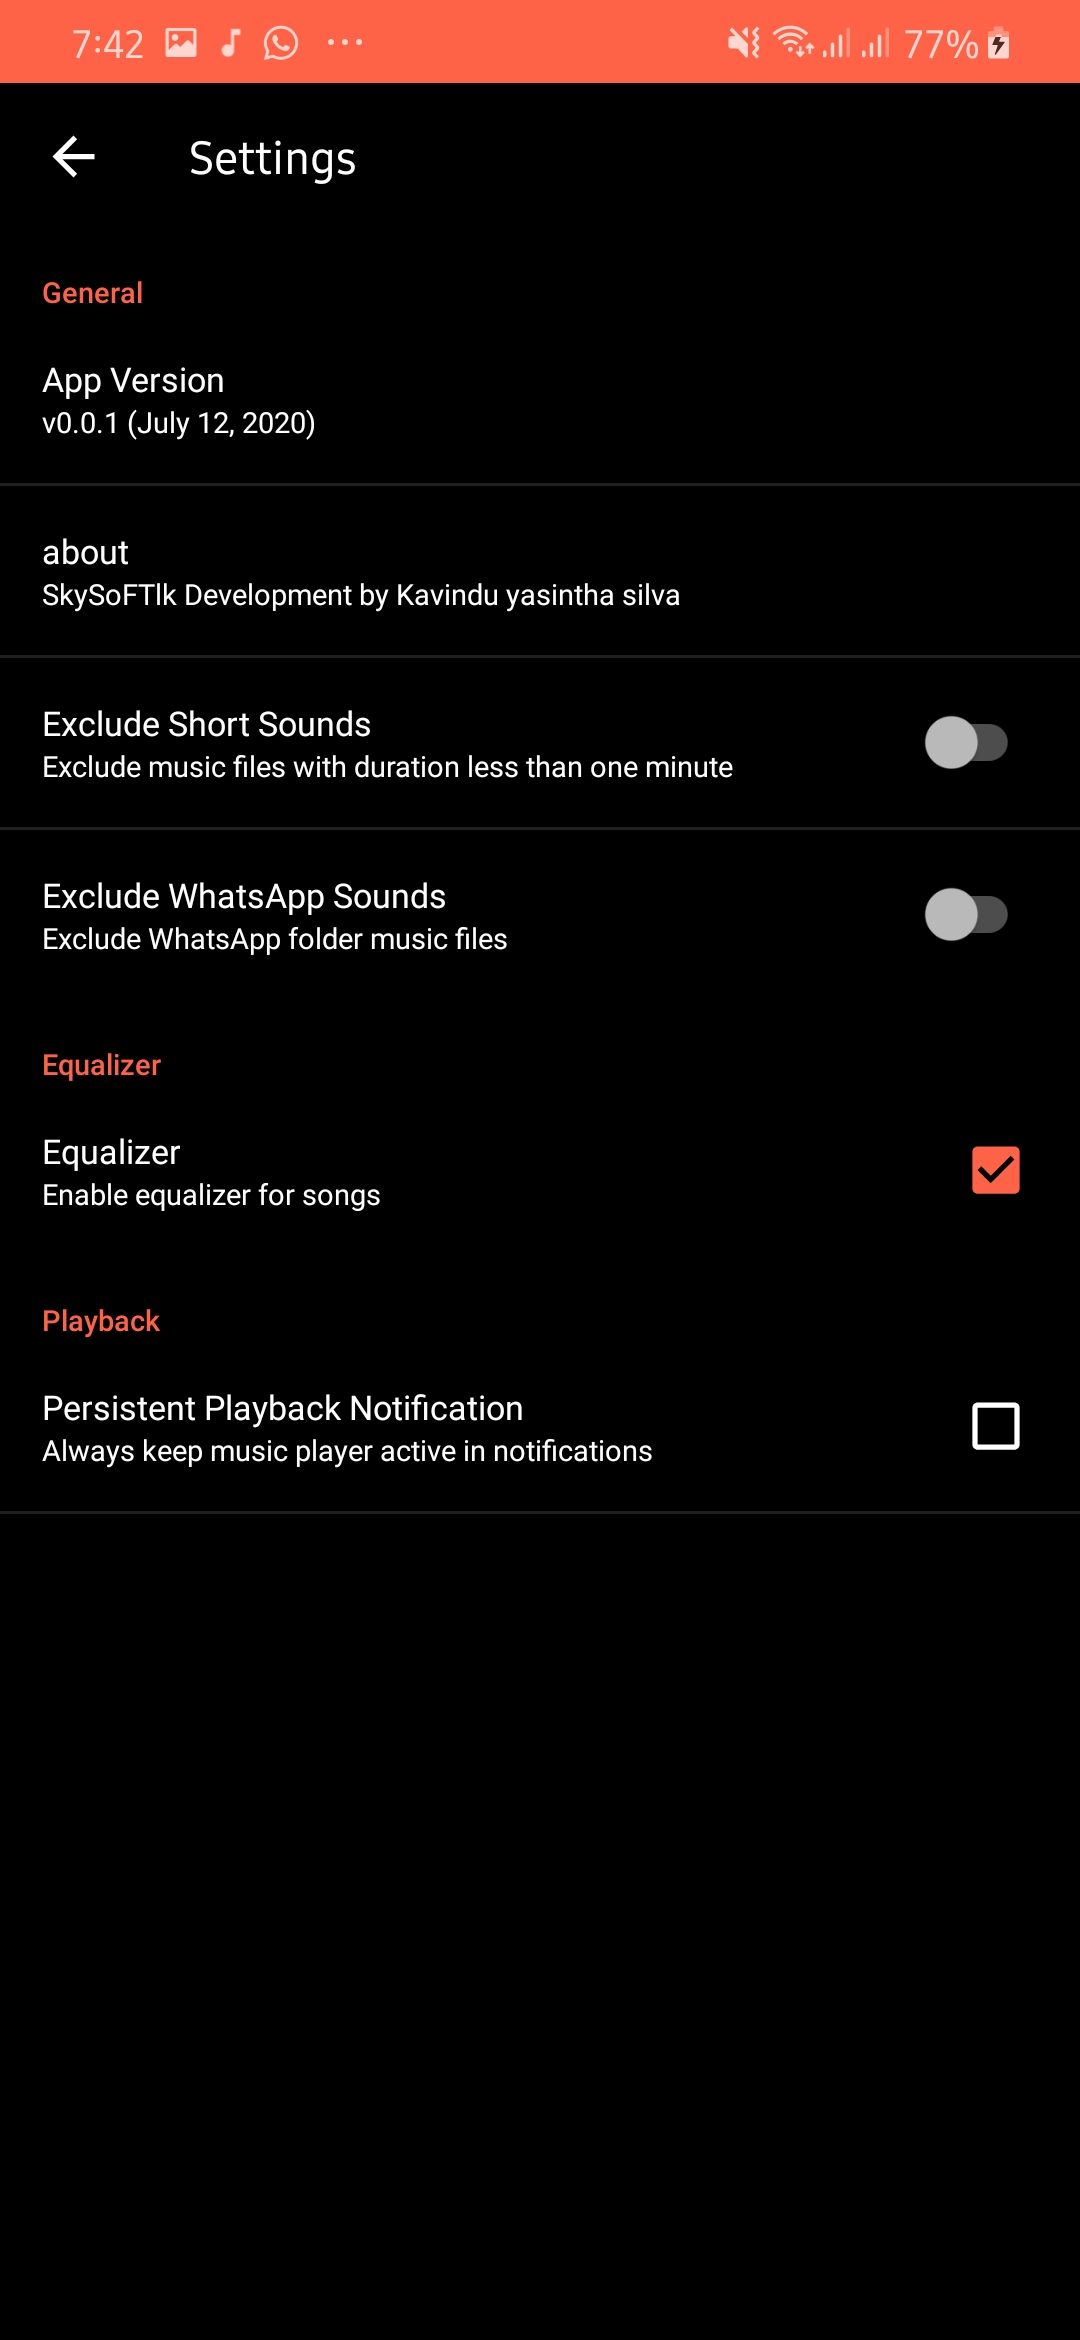 7:42 77%
Settings
General
App Version
v0.0.1 (July 12, 2020)
about
SkySoFTlk Development by Kavindu yasintha silva
Exclude Short Sounds
Exclude music files with duration less than one minute
Exclude WhatsApp Sounds
Exclude WhatsApp folder music files
Equalizer
Equalizer
Enable equalizer for songs
Playback
Persistent Playback Notification
Always keep music player active in notifications